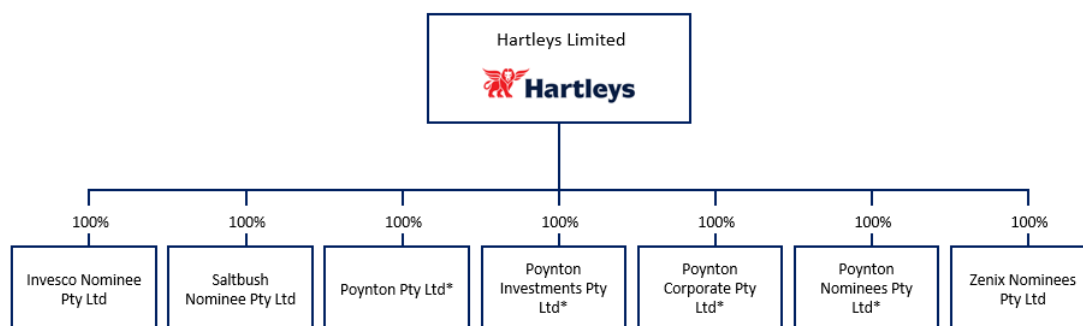 Hartleys Limited
Hartleys
100%
100%
100%
100%
100%
100%
100%
Invesco Nominee
Pty Ltd
Saltbush
Nominee Pty Ltd
Poynton Pty Ltd*
Poynton
Investments Pty
Ltd*
Poynton
Corporate Pty
Ltd*
Poynton
Nominees Pty
Ltd*
Zenix Nominees
Pty Ltd